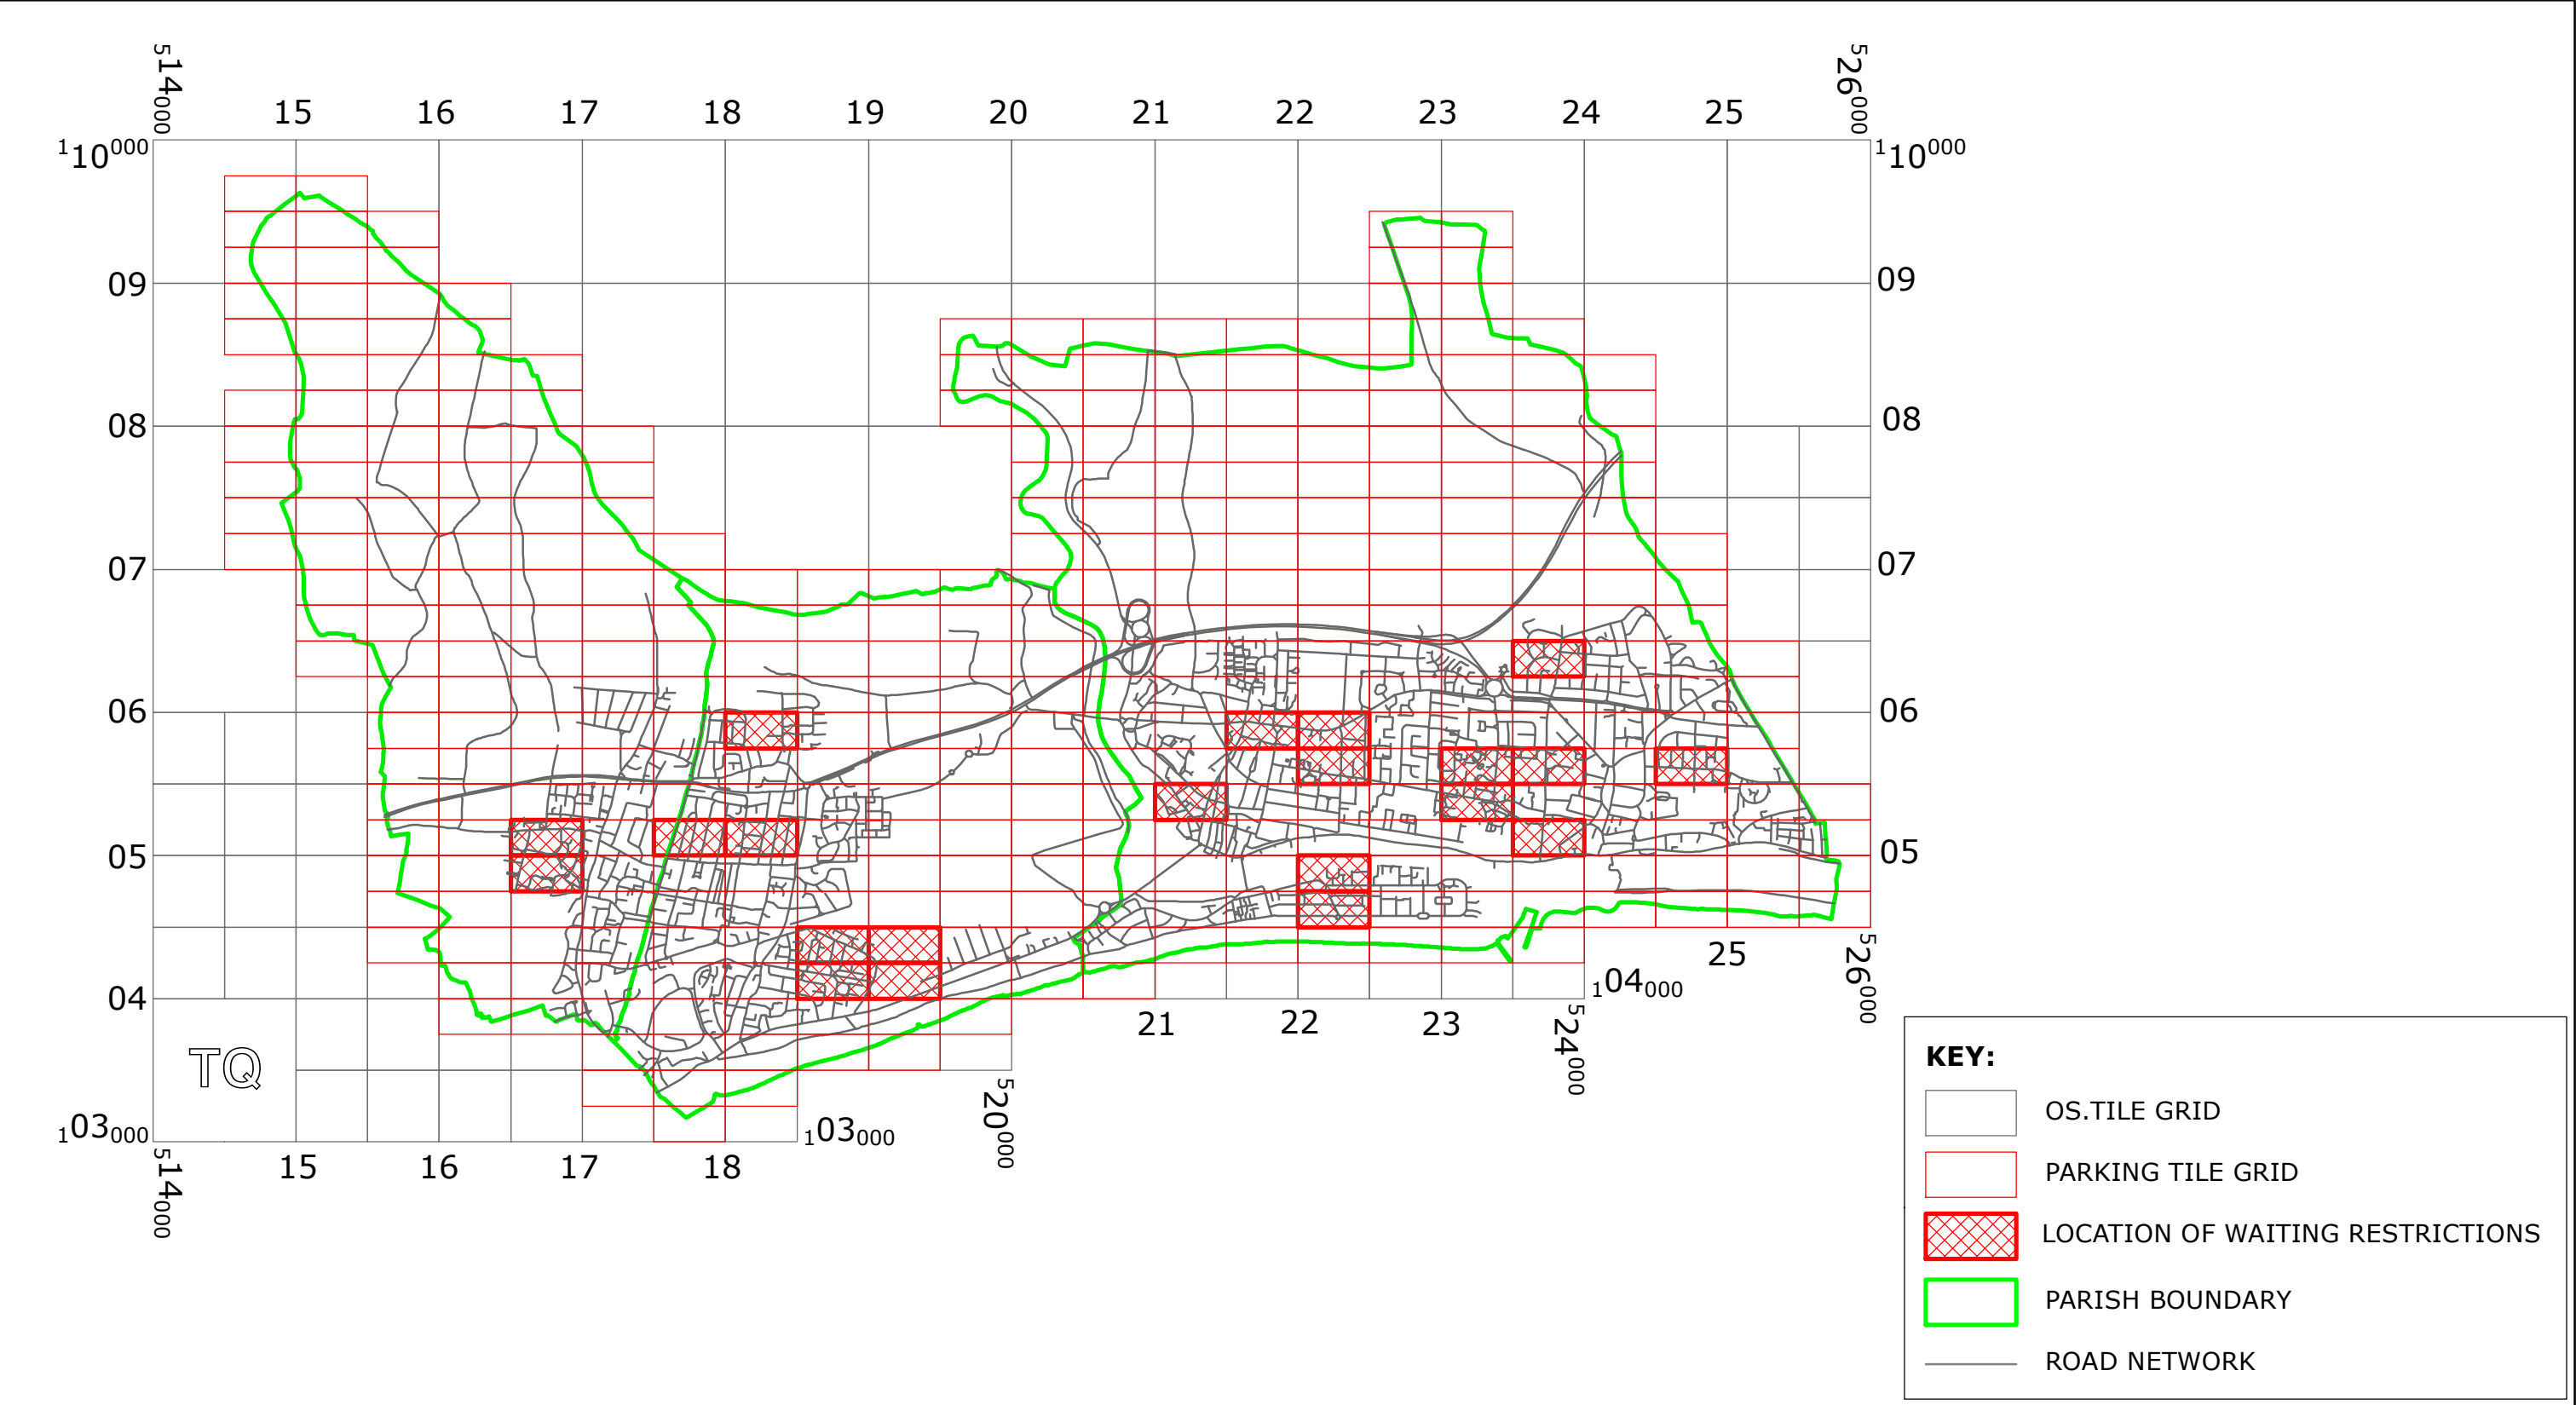 514000
526000
15 16 17 18 19 20 21 22 23 24 25
110000
110000
09
09
08
08
07
07
06
06
05
05
04
25
526000
104000
21 22 23
524000
TQ
520000
103000
103000
514000
15 16 17 18
KEY:
OS.TILE GRID
PARKING TILE GRID
LOCATION OF WAITING RESTRICTIONS
PARISH BOUNDARY
ROAD NETWORK